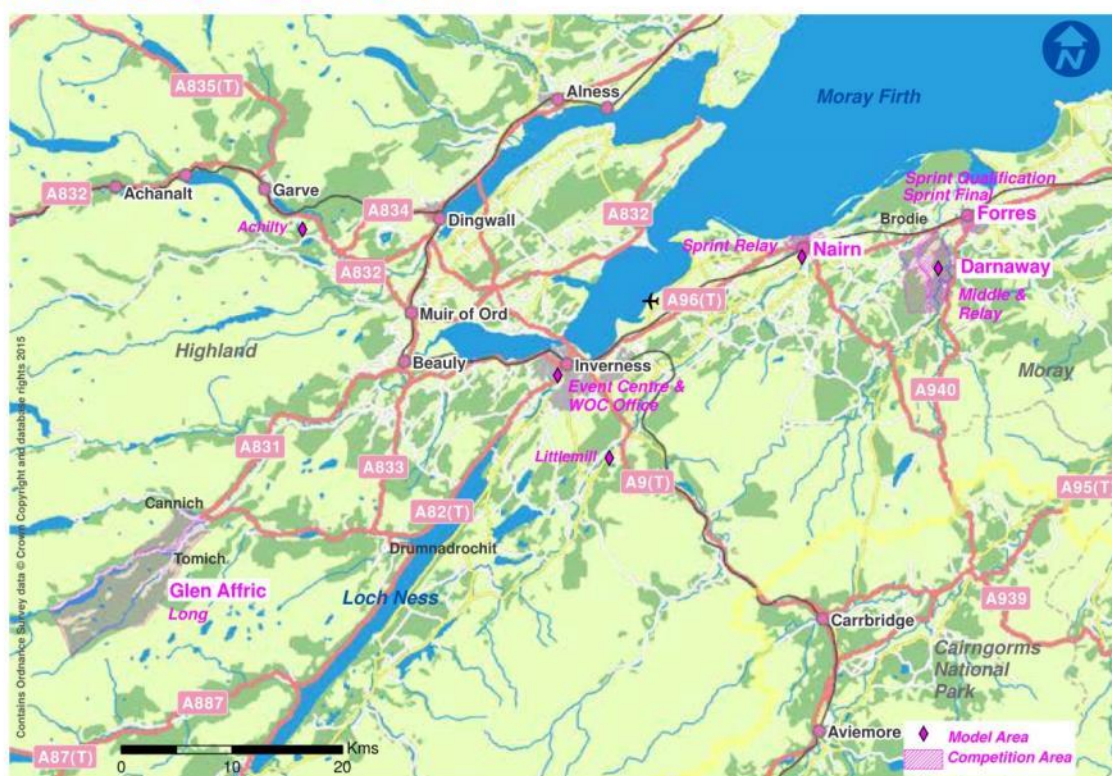 N
Alness
Moray Firth
A835(T)
A832
Achanalt
Garve
A834
Dingwall
A832
Sprint Qualification
Sprint Final
Forres
Brodie
Achilty
A832
Sprint Relay
Nairn
Darnaway
Middle &
Relay
A96(T)
Muir of Ord
Highland
Beauly
Inverness
Event Centre &
WOC Office
Moray
A940
A831
A833
Littlemill
A9(T)
A95(T)
Cannich
A82(T)
Tomich
Drumnadrochit
Glen Affric
Long
Loch Ness
A939
Carrbridge
Cairngorms
National
Park
A887
Aviemore
A87(T)
Kms
0 10 20
Model Area
Competition Area
Contains Ordnance Survey data © Crown Copyright and database rights 2015